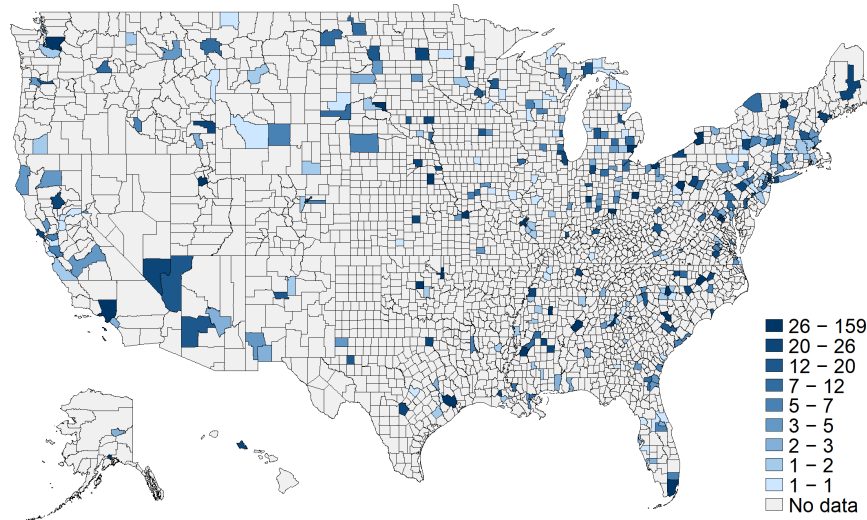 26 – 159
20 – 26
12 – 20
7 – 12
5 – 7
3 – 5
2 – 3
1 – 2
1 – 1
No data